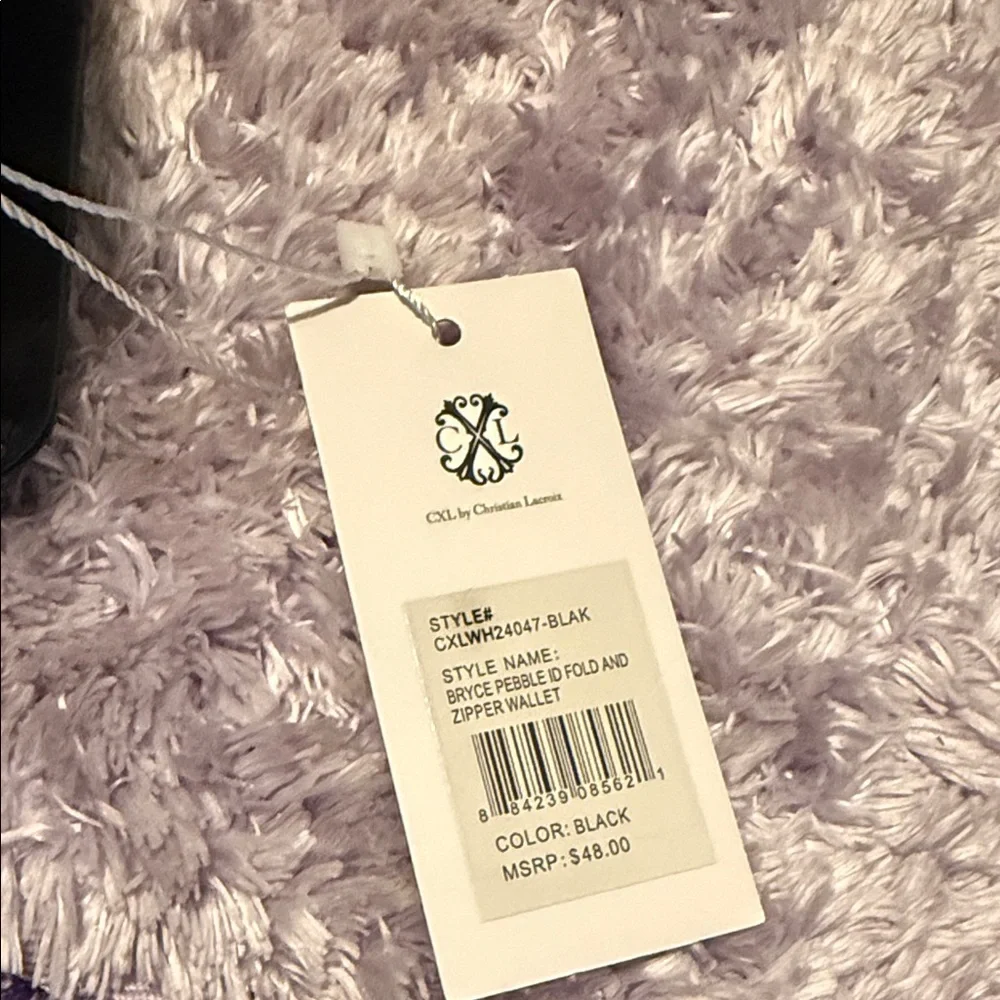 CXL
CXL by Christian Lacroix
STYLE#
CXLWH24047-BLAK
STYLE NAME:
BRYCE PEBBLE ID FOLD AND
ZIPPER WALLET
8 84239 08562 1
COLOR: BLACK
MSRP: $48.00